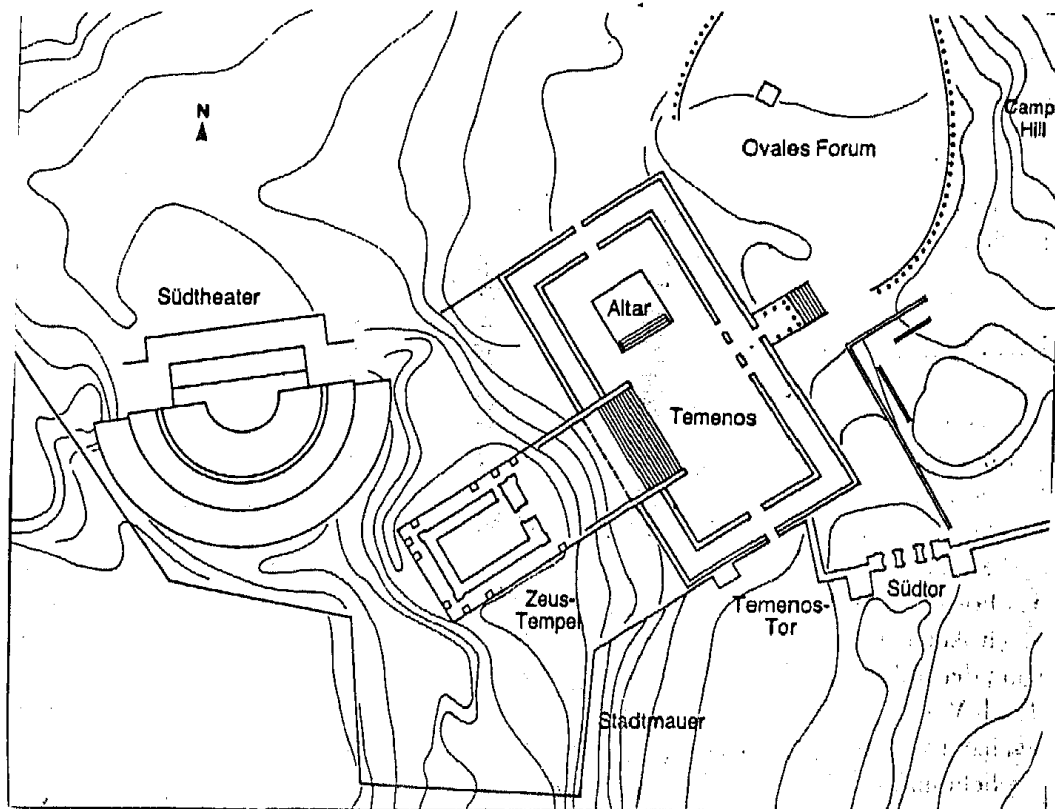 N
Camp
Hill
Ovales Forum
Südtheater
Altar
Temenos
Zeus-
Tempel
Temenos-
Tor
Südtor
Stadtmauer